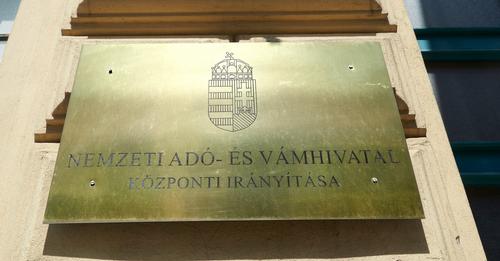 NEMZETI ADÓ- ÉS VÁMHIVATAL
KÖZPONTI IRÁNYÍTÁSA